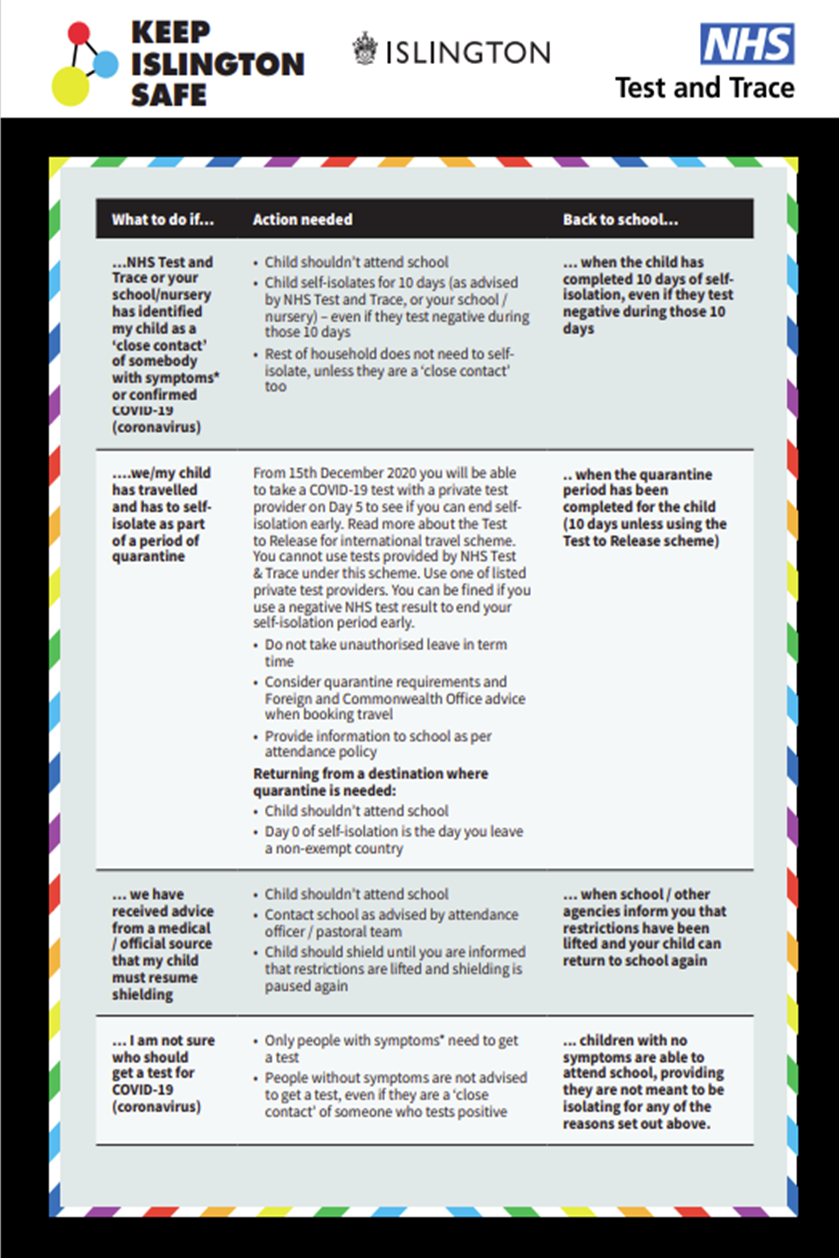 KEEP
ISLINGTON
SAFE
ISLINGTON
NHS
Test and Trace
What to do if...
Action needed
Back to school...
...NHS Test and
Trace or your
school/nursery
has identified
my child as a
‘close contact’
of somebody
with symptoms*
or confirmed
COVID-19
(coronavirus)
• Child shouldn’t attend school
• Child self-isolates for 10 days (as advised
by NHS Test and Trace, or your school /
nursery) – even if they test negative during
those 10 days
• Rest of household does not need to self-
isolate, unless they are a ‘close contact’
too
... when the child has
completed 10 days of self-
isolation, even if they test
negative during those 10
days
....we/my child
has travelled
and has to self-
isolate as part
of a period of
quarantine
From 15th December 2020 you will be able
to take a COVID-19 test with a private test
provider on Day 5 to see if you can end self-
isolation early. Read more about the Test
to Release for international travel scheme.
You cannot use tests provided by NHS Test
& Trace under this scheme. Use one of listed
private test providers. You can be fined if you
use a negative NHS test result to end your
self-isolation period early.
• Do not take unauthorised leave in term
time
• Consider quarantine requirements and
Foreign and Commonwealth Office advice
when booking travel
• Provide information to school as per
attendance policy
Returning from a destination where
quarantine is needed:
• Child shouldn’t attend school
• Day 0 of self-isolation is the day you leave
a non-exempt country
.. when the quarantine
period has been
completed for the child
(10 days unless using the
Test to Release scheme)
... we have
received advice
from a medical
/ official source
that my child
must resume
shielding
• Child shouldn’t attend school
• Contact school as advised by attendance
officer / pastoral team
• Child should shield until you are informed
that restrictions are lifted and shielding is
paused again
... when school / other
agencies inform you that
restrictions have been
lifted and your child can
return to school again
... I am not sure
who should
get a test for
COVID-19
(coronavirus)
• Only people with symptoms* need to get
a test
• People without symptoms are not advised
to get a test, even if they are a ‘close
contact’ of someone who tests positive
... children with no
symptoms are able to
attend school, providing
they are not meant to be
isolating for any of the
reasons set out above.